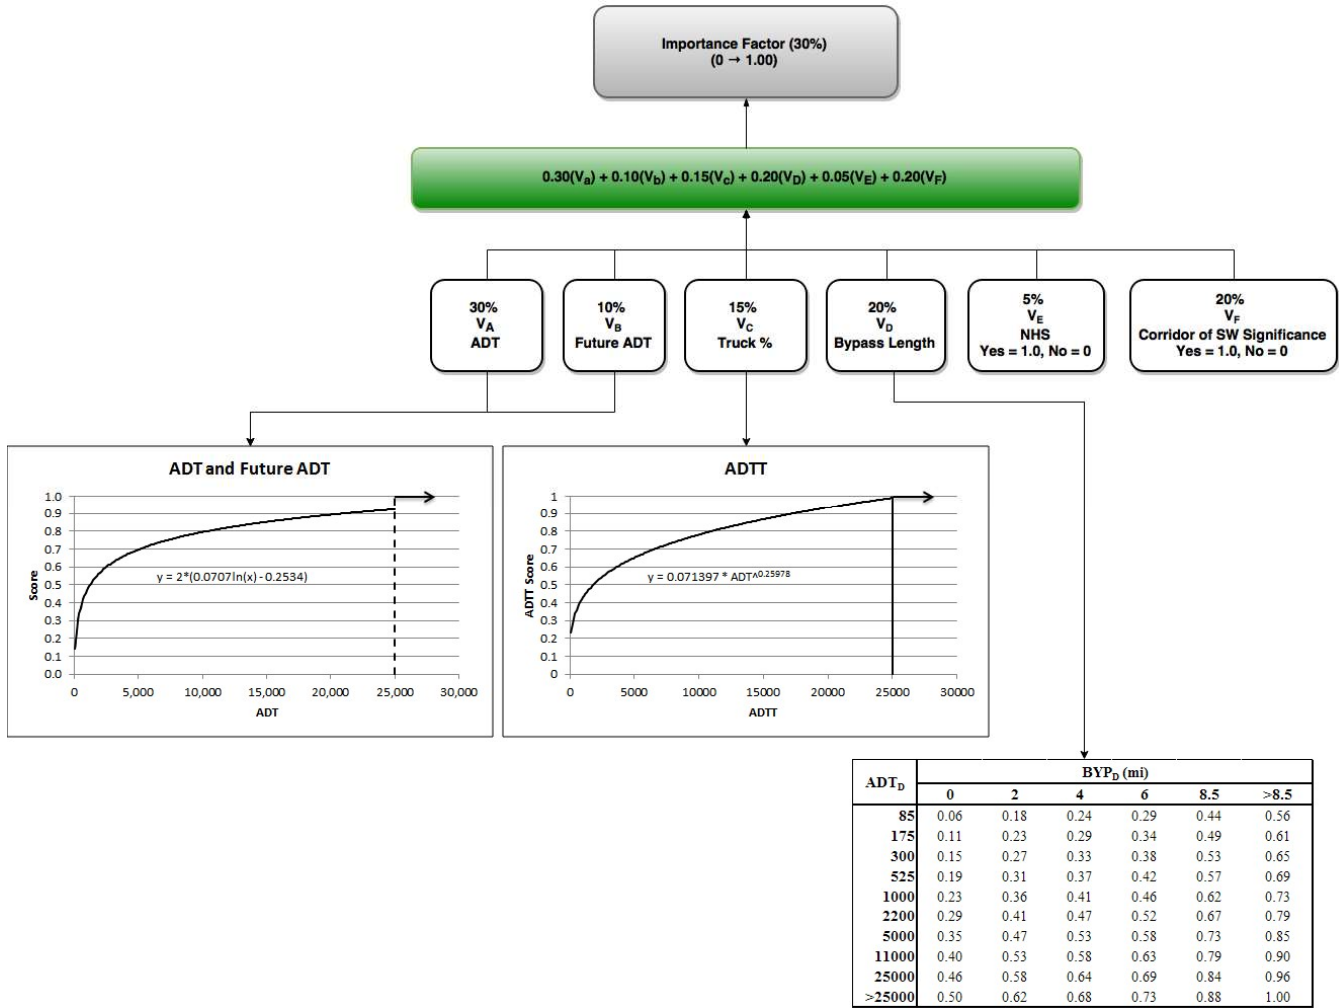 Importance Factor (30%)
(0 → 1.00)
0.30(Va) + 0.10(Vb) + 0.15(Vc) + 0.20(VD) + 0.05(VE) + 0.20(VF)
30%
VA
ADT
10%
VB
Future ADT
15%
VC
Truck %
20%
VD
Bypass Length
5%
VE
NHS
Yes = 1.0, No = 0
20%
VF
Corridor of SW Significance
Yes = 1.0, No = 0
ADT and Future ADT
Score
1.0
0.9
0.8
0.7
0.6
0.5
0.4
0.3
0.2
0.1
0.0
y = 2*(0.0707ln(x) - 0.2534)
0 5,000 10,000 15,000 20,000 25,000 30,000
ADT
ADTT
ADTT Score
1
0.9
0.8
0.7
0.6
0.5
0.4
0.3
0.2
0.1
0
y = 0.071397 * ADT^0.25978
0 5000 10000 15000 20000 25000 30000
ADTT
ADTD BYPD (mi)
0 2 4 6 8.5 >8.5
85 0.06 0.18 0.24 0.29 0.44 0.56
175 0.11 0.23 0.29 0.34 0.49 0.61
300 0.15 0.27 0.33 0.38 0.53 0.65
525 0.19 0.31 0.37 0.42 0.57 0.69
1000 0.23 0.36 0.41 0.46 0.62 0.73
2200 0.29 0.41 0.47 0.52 0.67 0.79
5000 0.35 0.47 0.53 0.58 0.73 0.85
11000 0.40 0.53 0.58 0.63 0.79 0.90
25000 0.46 0.58 0.64 0.69 0.84 0.96
>25000 0.50 0.62 0.68 0.73 0.88 1.00